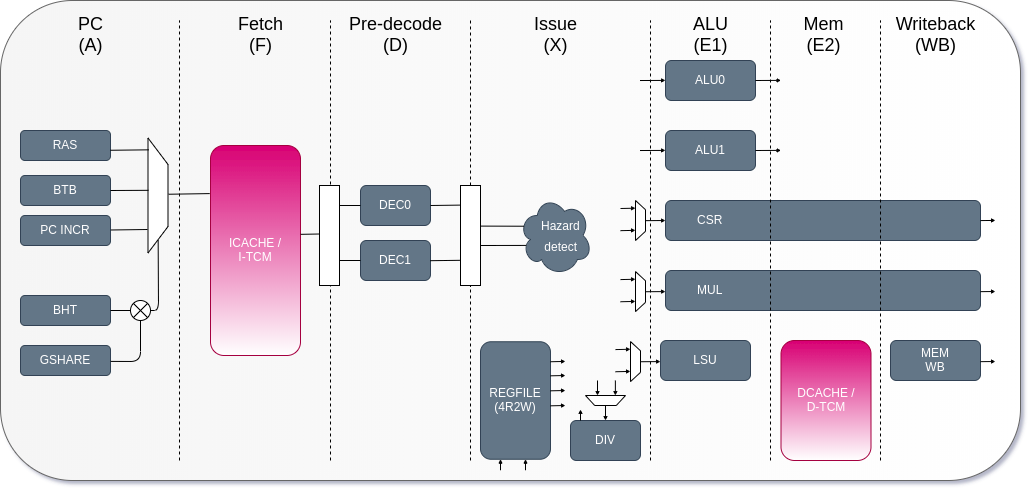 PC
(A)
Fetch
(F)
Pre-decode
(D)
Issue
(X)
ALU
(E1)
Mem
(E2)
Writeback
(WB)
RAS
BTB
PC INCR
BHT
GSHARE
ICACHE /
I-TCM
DEC0
DEC1
Hazard
detect
REGFILE
(4R2W)
DIV
ALU0
ALU1
CSR
MUL
LSU
DCACHE /
D-TCM
MEM
WB